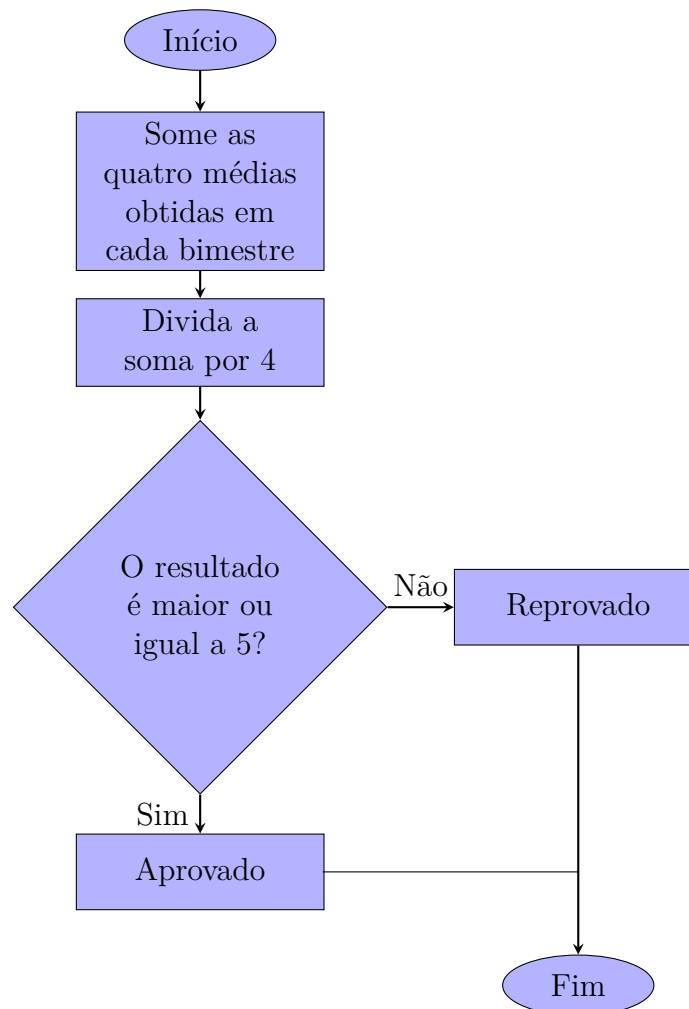 Início
Some as
quatro médias
obtidas em
cada bimestre
Divida a
soma por 4
O resultado
é maior ou
igual a 5?
Não
Reprovado
Sim
Aprovado
Fim